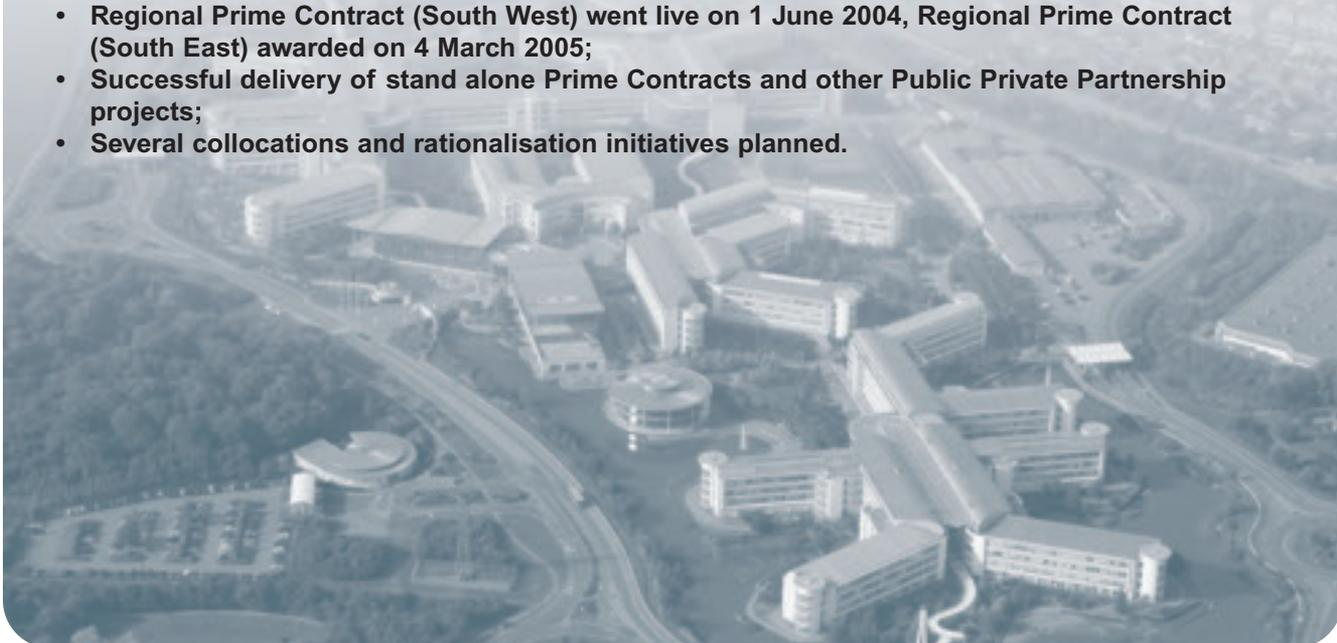 • Regional Prime Contract (South West) went live on 1 June 2004, Regional Prime Contract
(South East) awarded on 4 March 2005;
• Successful delivery of stand alone Prime Contracts and other Public Private Partnership
projects;
• Several collocations and rationalisation initiatives planned.